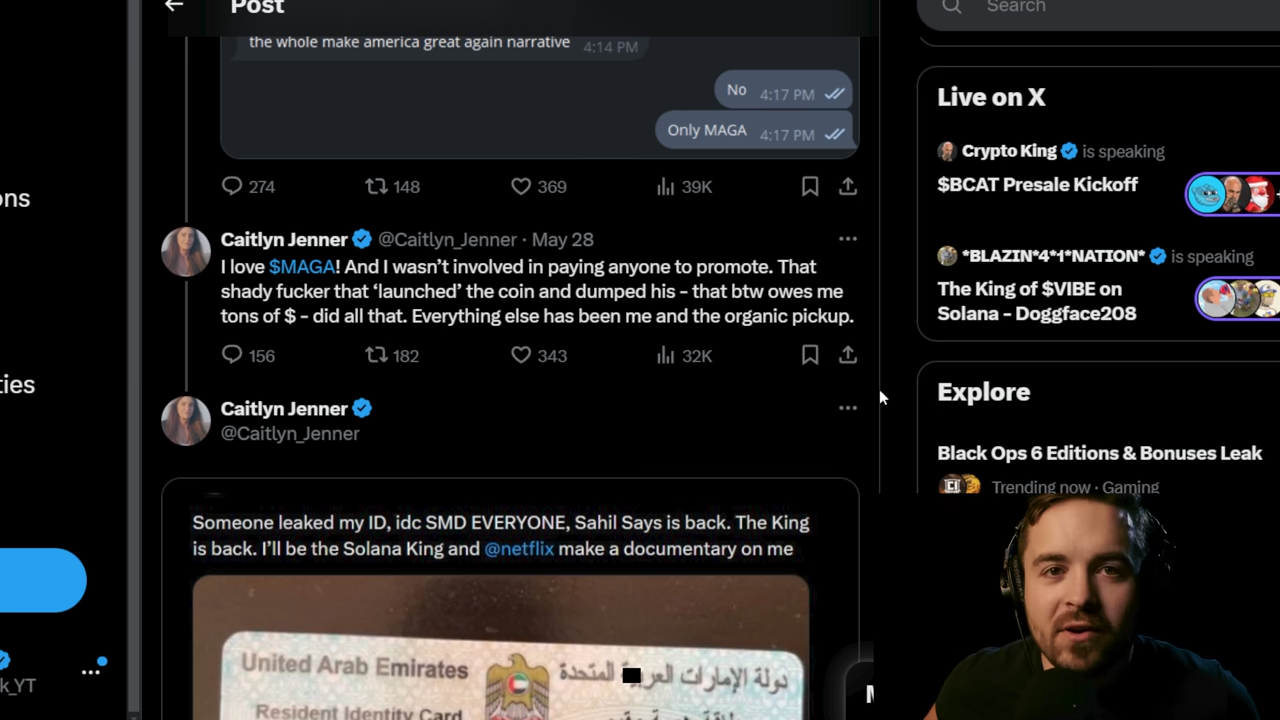 Post
Search
the whole make america great again narrative 4:14 PM
No 4:17 PM
Only MAGA 4:17 PM
274 148 369 39K
Caitlyn Jenner @Caitlyn_Jenner · May 28
I love $MAGA! And I wasn’t involved in paying anyone to promote. That
shady fucker that ‘launched’ the coin and dumped his – that btw owes me
tons of $ – did all that. Everything else has been me and the organic pickup.
156 182 343 32K
Caitlyn Jenner
@Caitlyn_Jenner
Someone leaked my ID, idc SMD EVERYONE, Sahil Says is back. The King
is back. I’ll be the Solana King and @netflix make a documentary on me
United Arab Emirates
Resident Identity Card
دولة الإمارات العربية المتحدة
Live on X
Crypto King is speaking
$BCAT Presale Kickoff
*BLAZIN*4*1*NATION* is speaking
The King of $VIBE on
Solana - Doggface208
Explore
Black Ops 6 Editions & Bonuses Leak
Trending now · Gaming
ons
ties
k_YT